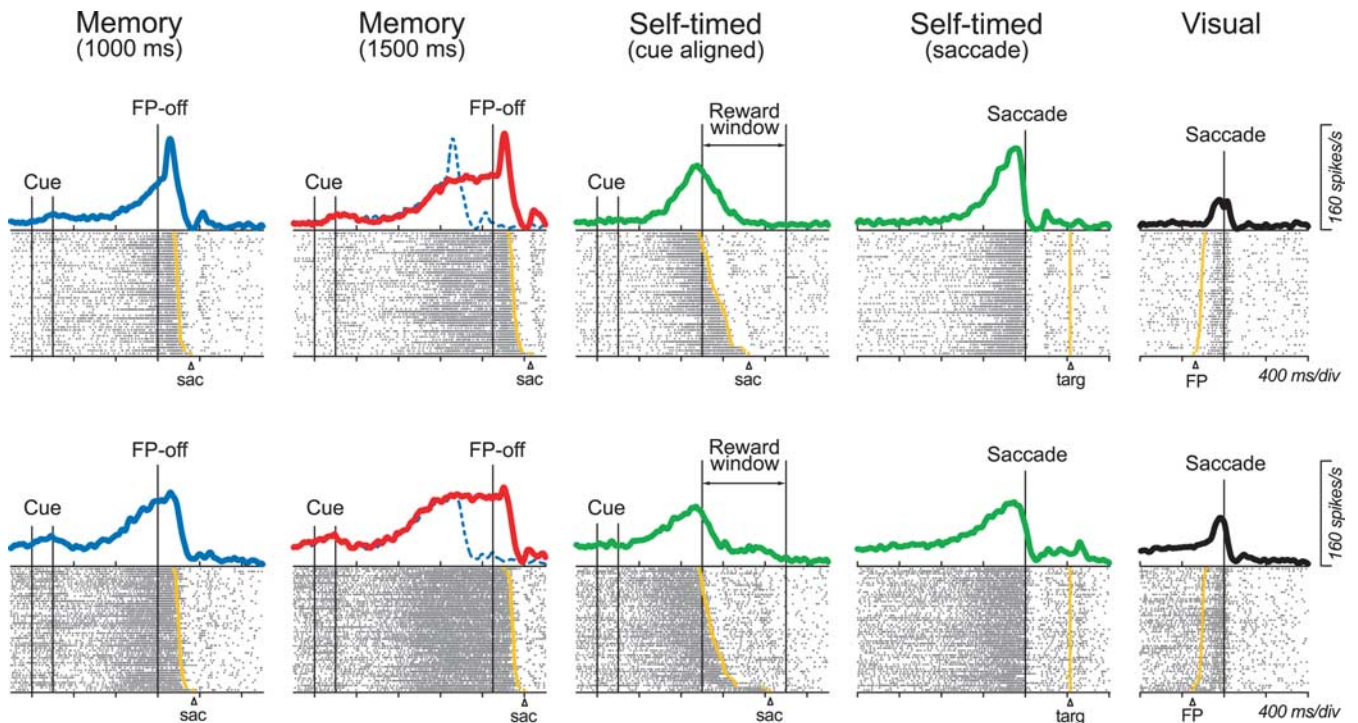 Memory
(1000 ms)
Memory
(1500 ms)
Self-timed
(cue aligned)
Self-timed
(saccade)
Visual
FP-off
Cue
FP-off
Cue
Reward
window
Cue
Saccade
Saccade
160 spikes/s
sac
sac
sac
targ
FP
400 ms/div
FP-off
Cue
FP-off
Cue
Reward
window
Cue
Saccade
Saccade
160 spikes/s
sac
sac
sac
targ
FP
400 ms/div